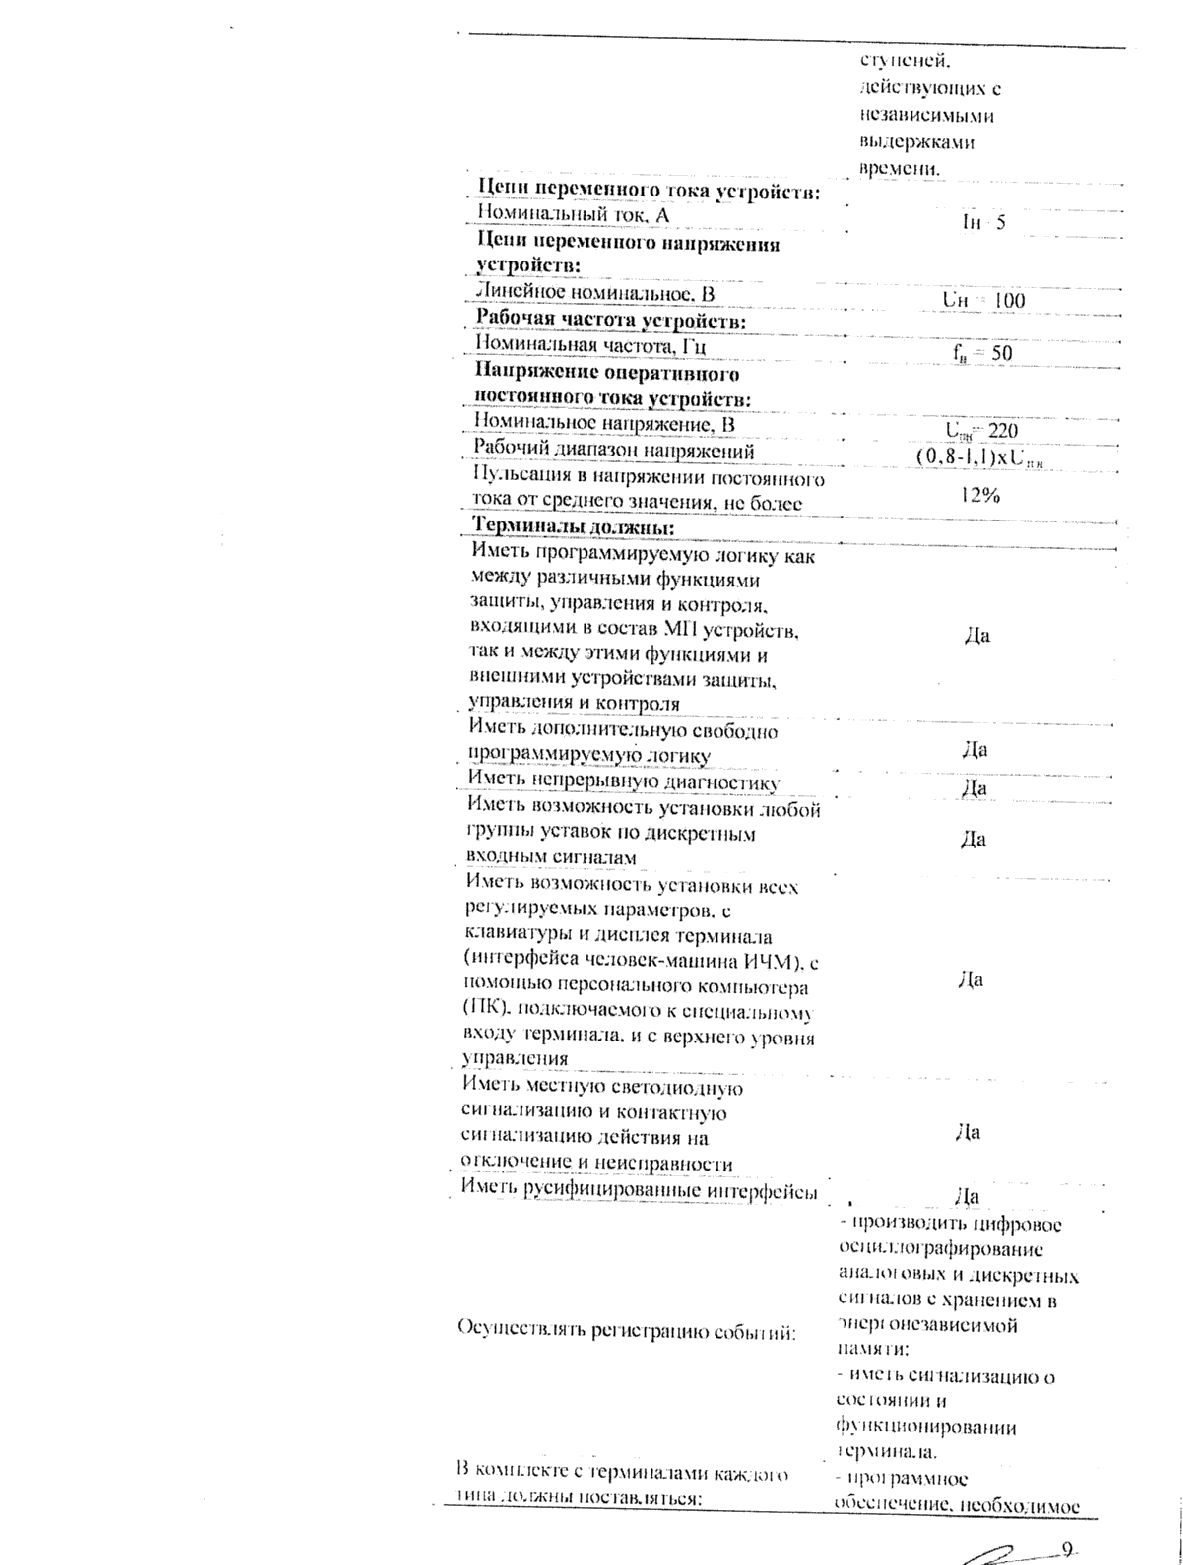 ступеней,
действующих с
независимыми
выдержками
времени.
Цепи переменного тока устройств:
Номинальный ток, А
Iн = 5
Цепи переменного напряжения
устройств:
Линейное номинальное, В
Uн = 100
Рабочая частота устройств:
Номинальная частота, Гц
fн = 50
Напряжение оперативного
постоянного тока устройств:
Номинальное напряжение, В
Uпн= 220
Рабочий диапазон напряжений
(0,8-1,1)хUпн
Пульсация в напряжении постоянного
тока от среднего значения, не более
12%
Терминалы должны:
Иметь программируемую логику как
между различными функциями
защиты, управления и контроля,
входящими в состав МП устройств,
так и между этими функциями и
внешними устройствами защиты,
управления и контроля
Да
Иметь дополнительную свободно
программируемую логику
Да
Иметь непрерывную диагностику
Да
Иметь возможность установки любой
группы уставок по дискретным
входным сигналам
Да
Иметь возможность установки всех
регулируемых параметров, с
клавиатуры и дисплея терминала
(интерфейса человек-машина ИЧМ), с
помощью персонального компьютера
(ПК), подключаемого к специальному
входу терминала, и с верхнего уровня
управления
Да
Иметь местную светодиодную
сигнализацию и контактную
сигнализацию действия на
отключение и неисправности
Да
Иметь русифицированные интерфейсы
Да
Осуществлять регистрацию событий:
- производить цифровое
осциллографирование
аналоговых и дискретных
сигналов с хранением в
энергонезависимой
памяти;
- иметь сигнализацию о
состоянии и
функционировании
терминала.
В комплекте с терминалами каждого
типа должны поставляться:
- программное
обеспечение, необходимое
9